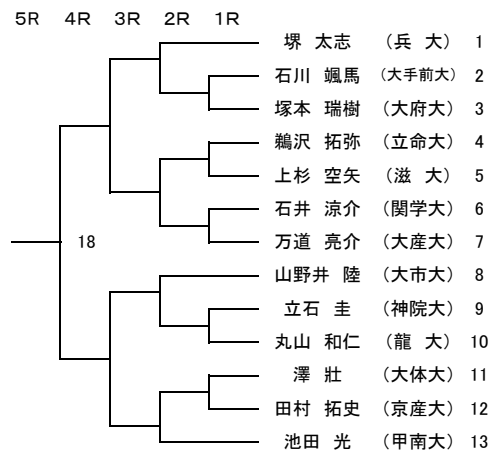 5R 4R 3R 2R 1R
堺 太志 (兵 大) 1
石川 颯馬 (大手前大) 2
塚本 瑞樹 (大府大) 3
鵜沢 拓弥 (立命大) 4
上杉 空矢 (滋 大) 5
石井 涼介 (関学大) 6
万道 亮介 (大産大) 7
18
山野井 陸 (大市大) 8
立石 圭 (神院大) 9
丸山 和仁 (龍 大) 10
澤 壯 (大体大) 11
田村 拓史 (京産大) 12
池田 光 (甲南大) 13